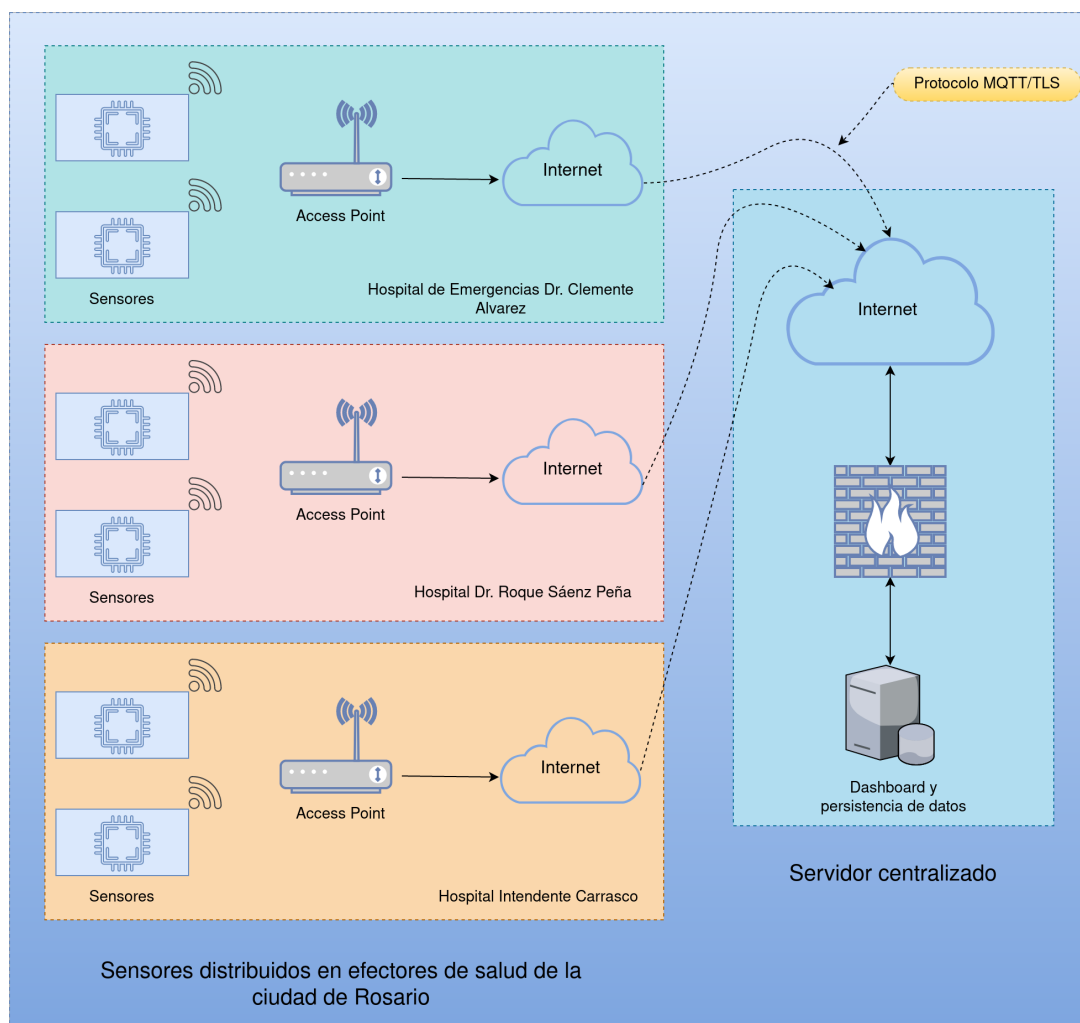 Protocolo MQTT/TLS
Internet
Access Point
Sensores
Hospital de Emergencias Dr. Clemente
Alvarez
Internet
Access Point
Sensores
Hospital Dr. Roque Sáenz Peña
Internet
Access Point
Sensores
Hospital Intendente Carrasco
Sensores distribuidos en efectores de salud de la
ciudad de Rosario
Internet
Dashboard y
persistencia de datos
Servidor centralizado